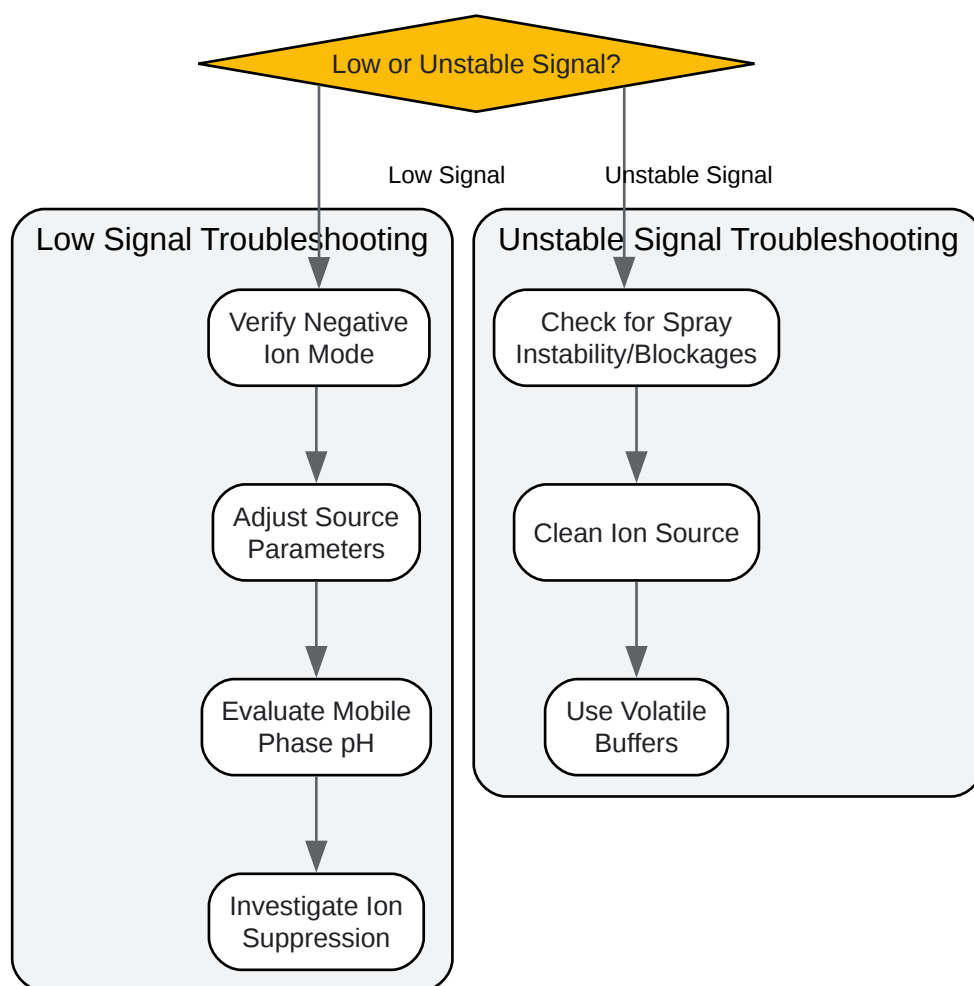 Low or Unstable Signal?
Low Signal
Unstable Signal
Low Signal Troubleshooting
Verify Negative
Ion Mode
Adjust Source
Parameters
Evaluate Mobile
Phase pH
Investigate Ion
Suppression
Unstable Signal Troubleshooting
Check for Spray
Instability/Blockages
Clean Ion Source
Use Volatile
Buffers